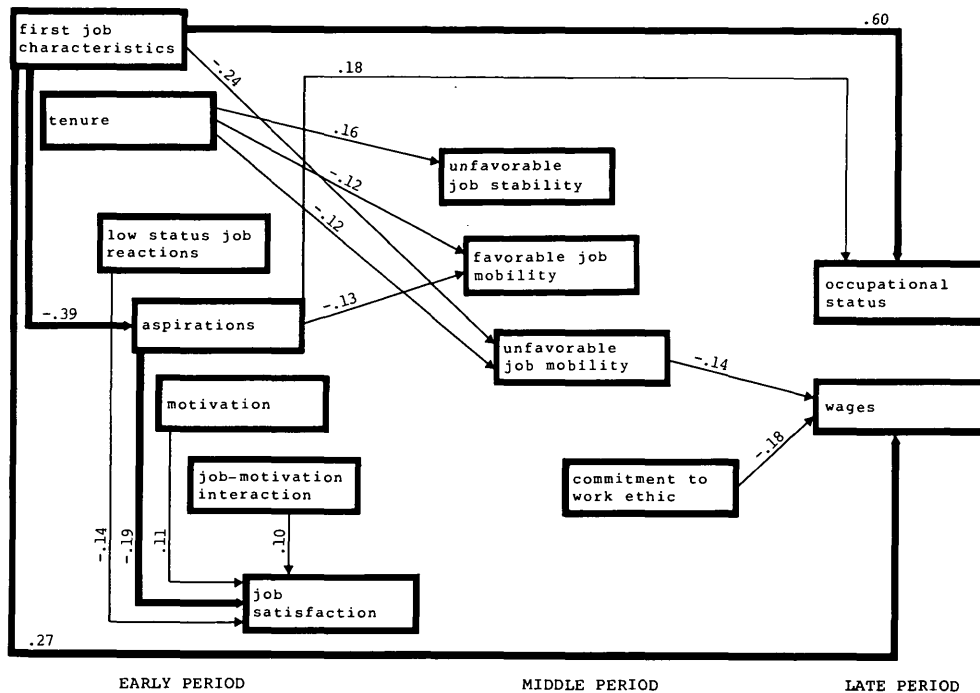 .60
first job
characteristics
-.24
.18
tenure
.16
unfavorable
job stability
-.12
-.12
low status job
reactions
favorable job
mobility
occupational
status
-.39
aspirations
-.13
unfavorable
job mobility
-.14
motivation
wages
-.18
job-motivation
interaction
commitment to
work ethic
-.14
-.19
.11
.10
job
satisfaction
.27
EARLY PERIOD
MIDDLE PERIOD
LATE PERIOD